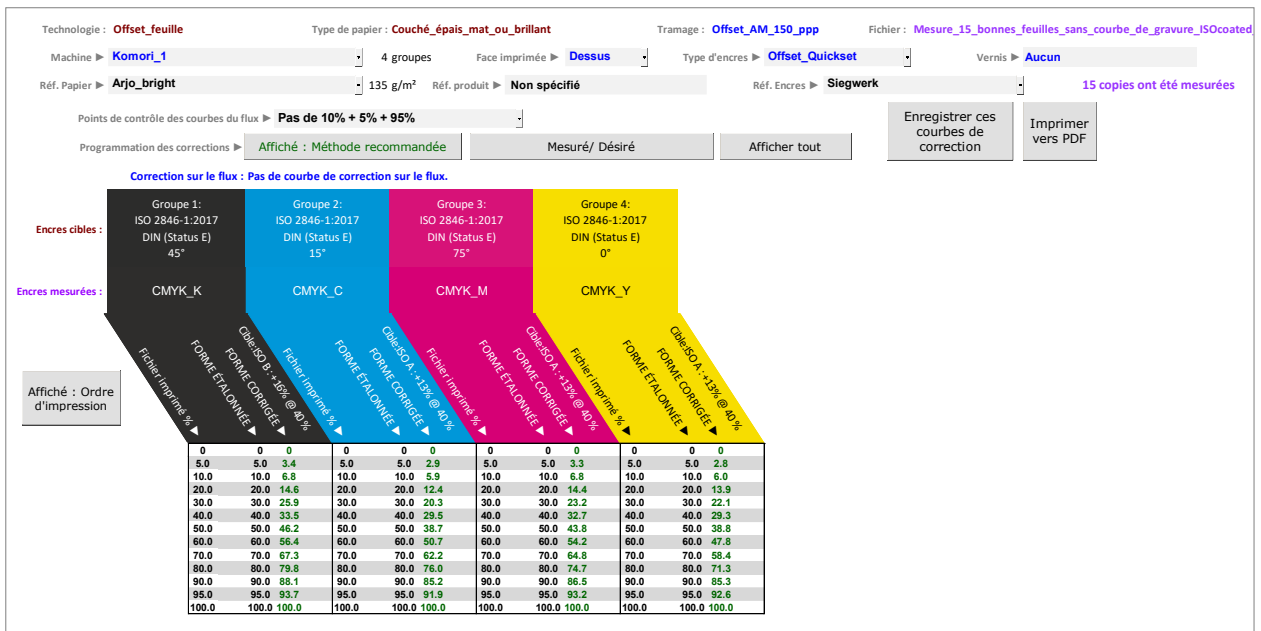 Technologie : Offset_feuille Type de papier : Couché_épais_mat_ou_brillant Tramage : Offset_AM_150_ppp Fichier : Mesure_15_bonnes_feuilles_sans_courbe_de_gravure_ISOcoated_
Machine ► Komori_1 4 groupes Face imprimée ► Dessus Type d'encres ► Offset_Quickset Vernis ► Aucun
Réf. Papier ► Arjo_bright 135 g/m² Réf. produit ► Non spécifié Réf. Encres ► Siegwerk 15 copies ont été mesurées
Points de contrôle des courbes du flux ► Pas de 10% + 5% + 95%
Enregistrer ces
courbes de
correction
Imprimer
vers PDF
Programmation des corrections ► Affiché : Méthode recommandée Mesuré/ Désiré Afficher tout
Correction sur le flux : Pas de courbe de correction sur le flux.
Encres cibles :
Groupe 1:
ISO 2846-1:2017
DIN (Status E)
45°
Groupe 2:
ISO 2846-1:2017
DIN (Status E)
15°
Groupe 3:
ISO 2846-1:2017
DIN (Status E)
75°
Groupe 4:
ISO 2846-1:2017
DIN (Status E)
0°
Encres mesurées : CMYK_K CMYK_C CMYK_M CMYK_Y
Affiché : Ordre
d'impression
Fichier imprimé % ▼
FORME ÉTALONNÉE ▼
FORME CORRIGÉE ▼
Cible:ISO B : +16% @ 40%
Fichier imprimé % ▼
FORME ÉTALONNÉE ▼
FORME CORRIGÉE ▼
Cible:ISO A : +13% @ 40%
Fichier imprimé % ▼
FORME ÉTALONNÉE ▼
FORME CORRIGÉE ▼
Cible:ISO A : +13% @ 40%
Fichier imprimé % ▼
FORME ÉTALONNÉE ▼
FORME CORRIGÉE ▼
Cible:ISO A : +13% @ 40%
0 0 0 0 0 0 0 0 0 0 0 0
5.0 5.0 3.4 5.0 5.0 2.9 5.0 5.0 3.3 5.0 5.0 2.8
10.0 10.0 6.8 10.0 10.0 5.9 10.0 10.0 6.8 10.0 10.0 6.0
20.0 20.0 14.6 20.0 20.0 12.4 20.0 20.0 14.4 20.0 20.0 13.9
30.0 30.0 25.9 30.0 30.0 20.3 30.0 30.0 23.2 30.0 30.0 22.1
40.0 40.0 33.5 40.0 40.0 29.5 40.0 40.0 32.7 40.0 40.0 29.3
50.0 50.0 46.2 50.0 50.0 38.7 50.0 50.0 43.8 50.0 50.0 38.8
60.0 60.0 56.4 60.0 60.0 50.7 60.0 60.0 54.2 60.0 60.0 47.8
70.0 70.0 67.3 70.0 70.0 62.2 70.0 70.0 64.8 70.0 70.0 58.4
80.0 80.0 79.8 80.0 80.0 76.0 80.0 80.0 74.7 80.0 80.0 71.3
90.0 90.0 88.1 90.0 90.0 85.2 90.0 90.0 86.5 90.0 90.0 85.3
95.0 95.0 93.7 95.0 95.0 91.9 95.0 95.0 93.2 95.0 95.0 92.6
100.0 100.0 100.0 100.0 100.0 100.0 100.0 100.0 100.0 100.0 100.0 100.0